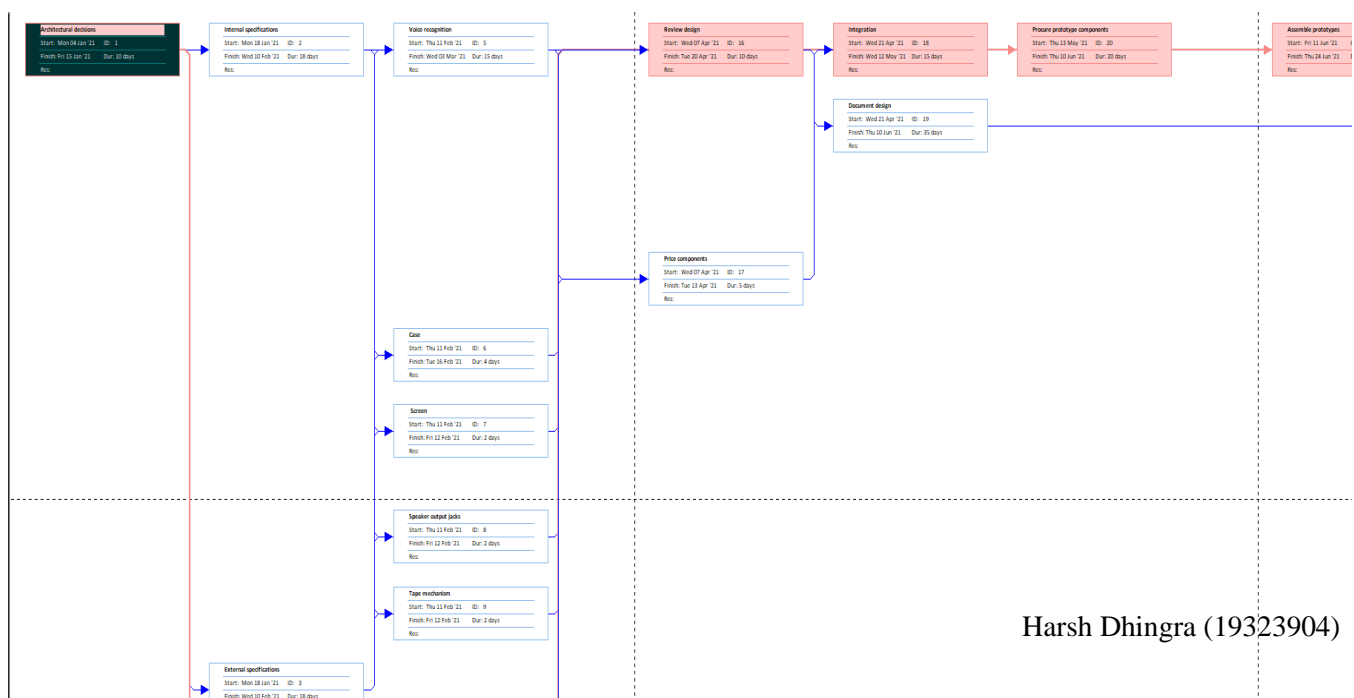 Architectural decisions
Start: Mon 04 Jan '21 ID: 1
Finish: Fri 15 Jan '21 Dur: 10 days
Res:
Internal specifications
Start: Mon 18 Jan '21 ID: 2
Finish: Wed 10 Feb '21 Dur: 18 days
Res:
Voice recognition
Start: Thu 11 Feb '21 ID: 5
Finish: Wed 03 Mar '21 Dur: 15 days
Res:
Review design
Start: Wed 07 Apr '21 ID: 16
Finish: Tue 20 Apr '21 Dur: 10 days
Res:
Integration
Start: Wed 21 Apr '21 ID: 18
Finish: Wed 12 May '21 Dur: 15 days
Res:
Procure prototype components
Start: Thu 13 May '21 ID: 20
Finish: Thu 10 Jun '21 Dur: 20 days
Res:
Assemble prototypes
Start: Fri 11 Jun '21
Finish: Thu 24 Jun '21
Res:
Document design
Start: Wed 21 Apr '21 ID: 19
Finish: Thu 10 Jun '21 Dur: 35 days
Res:
Price components
Start: Wed 07 Apr '21 ID: 17
Finish: Tue 13 Apr '21 Dur: 5 days
Res:
Case
Start: Thu 11 Feb '21 ID: 6
Finish: Tue 16 Feb '21 Dur: 4 days
Res:
Screen
Start: Thu 11 Feb '21 ID: 7
Finish: Fri 12 Feb '21 Dur: 2 days
Res:
Speaker output jacks
Start: Thu 11 Feb '21 ID: 8
Finish: Fri 12 Feb '21 Dur: 2 days
Res:
Tape mechanism
Start: Thu 11 Feb '21 ID: 9
Finish: Fri 12 Feb '21 Dur: 2 days
Res:
Harsh Dhingra (19323904)
External specifications
Start: Mon 18 Jan '21 ID: 3
Finish: Wed 10 Feb '21 Dur: 18 days